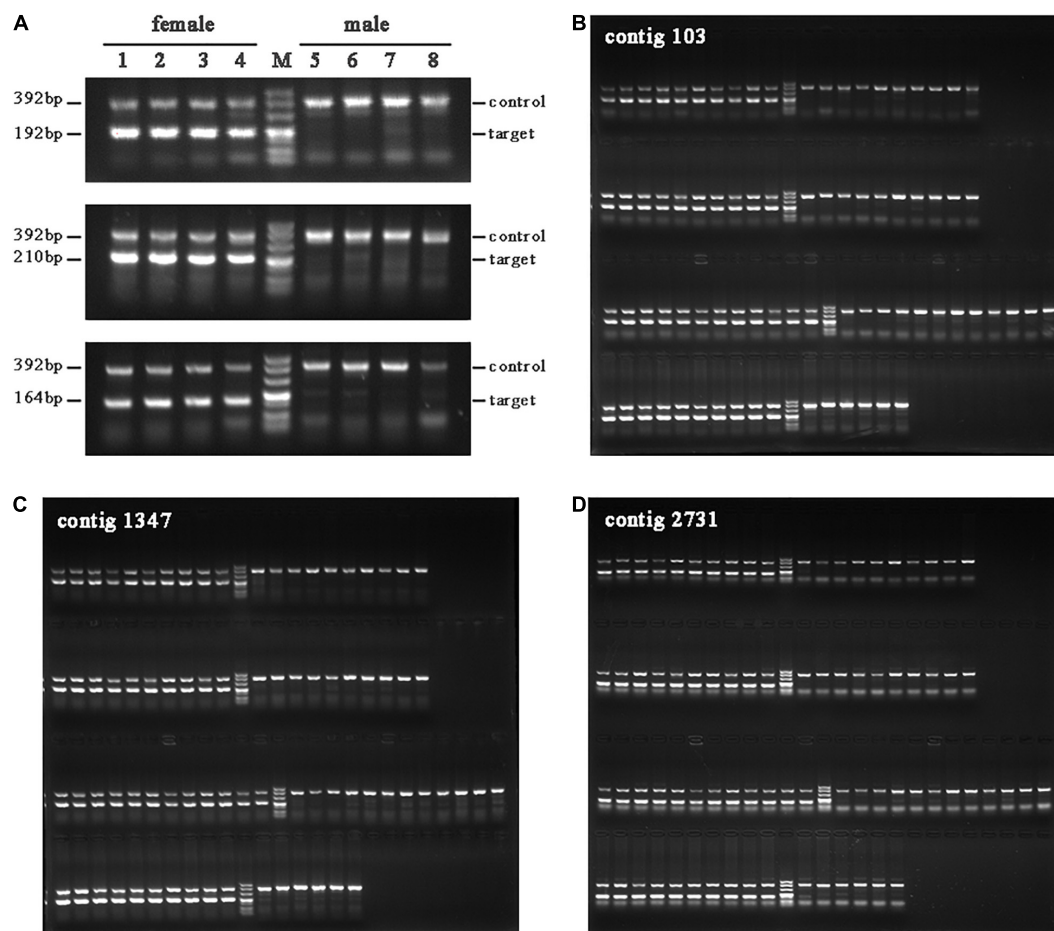 A
female male
1 2 3 4 M 5 6 7 8
392bp control
192bp target
392bp control
210bp target
392bp control
164bp target
B
contig 103
C
contig 1347
D
contig 2731